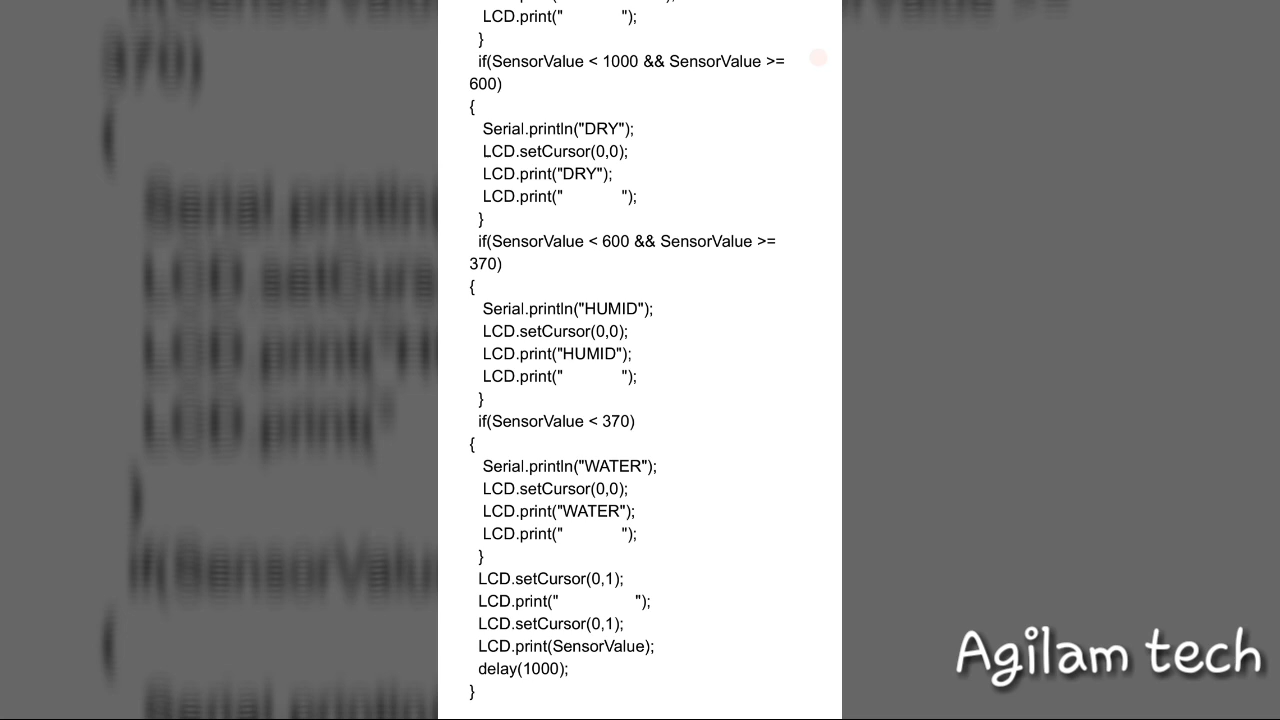 LCD.print("             ");
}
if(SensorValue < 1000 && SensorValue >=
600)
{
Serial.println("DRY");
LCD.setCursor(0,0);
LCD.print("DRY");
LCD.print("             ");
}
if(SensorValue < 600 && SensorValue >=
370)
{
Serial.println("HUMID");
LCD.setCursor(0,0);
LCD.print("HUMID");
LCD.print("             ");
}
if(SensorValue < 370)
{
Serial.println("WATER");
LCD.setCursor(0,0);
LCD.print("WATER");
LCD.print("             ");
}
LCD.setCursor(0,1);
LCD.print("                 ");
LCD.setCursor(0,1);
LCD.print(SensorValue);
delay(1000);
}
Agilam tech